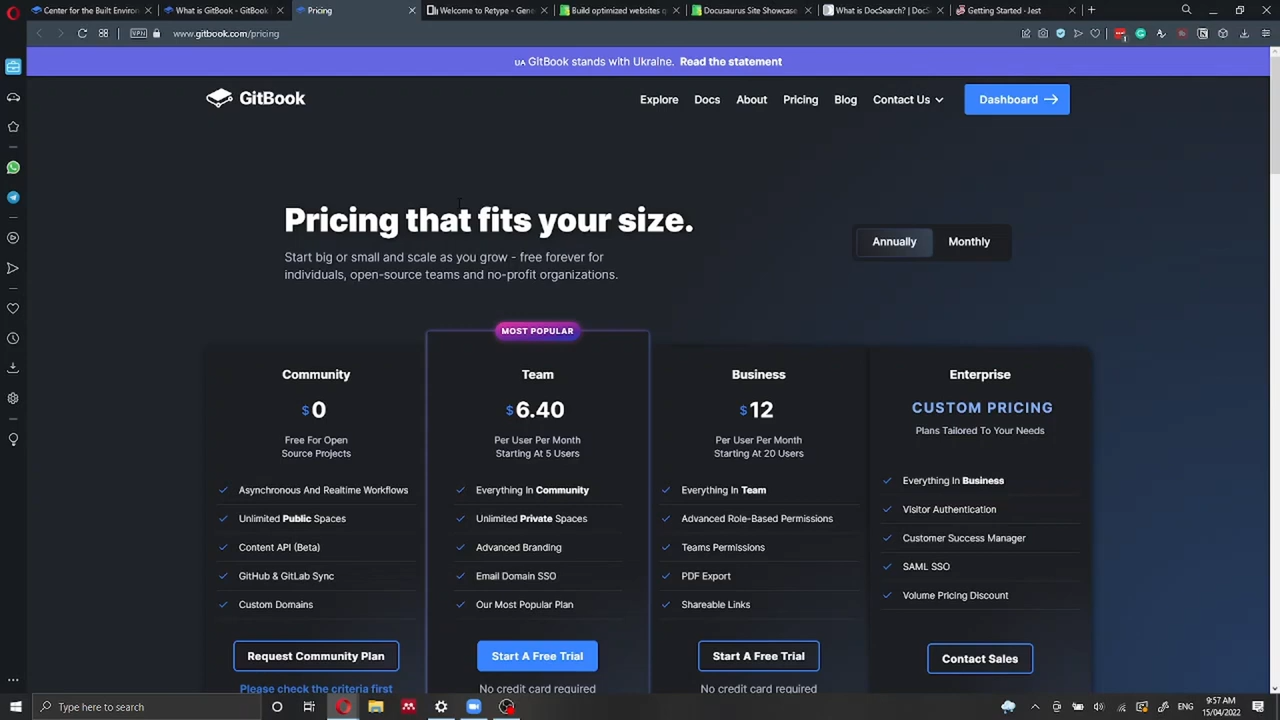 Center for the Built Environm
What is GitBook - GitBook
Pricing
Welcome to Retype - Gene
Build optimized websites q
Docusaurus Site Showcase
What is DocSearch? | DocS
Getting Started · Jest
VPN
www.gitbook.com/pricing
UA GitBook stands with Ukraine. Read the statement
GitBook
Explore
Docs
About
Pricing
Blog
Contact Us
Dashboard
Pricing that fits your size.
Start big or small and scale as you grow - free forever for
individuals, open-source teams and no-profit organizations.
Annually
Monthly
MOST POPULAR
Community
$0
Free For Open
Source Projects
Asynchronous And Realtime Workflows
Unlimited Public Spaces
Content API (Beta)
GitHub & GitLab Sync
Custom Domains
Request Community Plan
Please check the criteria first
Team
$6.40
Per User Per Month
Starting At 5 Users
Everything In Community
Unlimited Private Spaces
Advanced Branding
Email Domain SSO
Our Most Popular Plan
Start A Free Trial
No credit card required
Business
$12
Per User Per Month
Starting At 20 Users
Everything In Team
Advanced Role-Based Permissions
Teams Permissions
PDF Export
Shareable Links
Start A Free Trial
No credit card required
Enterprise
CUSTOM PRICING
Plans Tailored To Your Needs
Everything In Business
Visitor Authentication
Customer Success Manager
SAML SSO
Volume Pricing Discount
Contact Sales
Type here to search
ENG
9:57 AM
15/04/2022